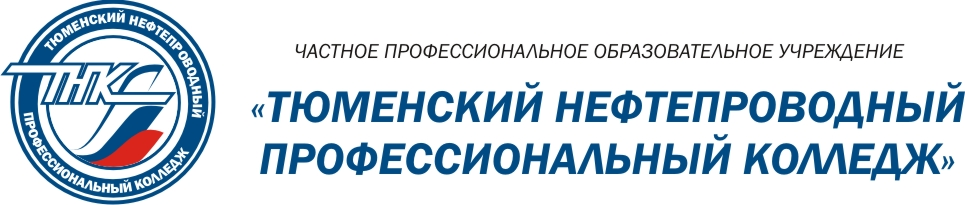 ТЮМЕНСКИЙ НЕФТЕПРОВОДНЫЙ
ТНК
ПРОФЕССИОНАЛЬНЫЙ КОЛЛЕДЖ
ЧАСТНОЕ ПРОФЕССИОНАЛЬНОЕ ОБРАЗОВАТЕЛЬНОЕ УЧРЕЖДЕНИЕ
«ТЮМЕНСКИЙ НЕФТЕПРОВОДНЫЙ
ПРОФЕССИОНАЛЬНЫЙ КОЛЛЕДЖ»